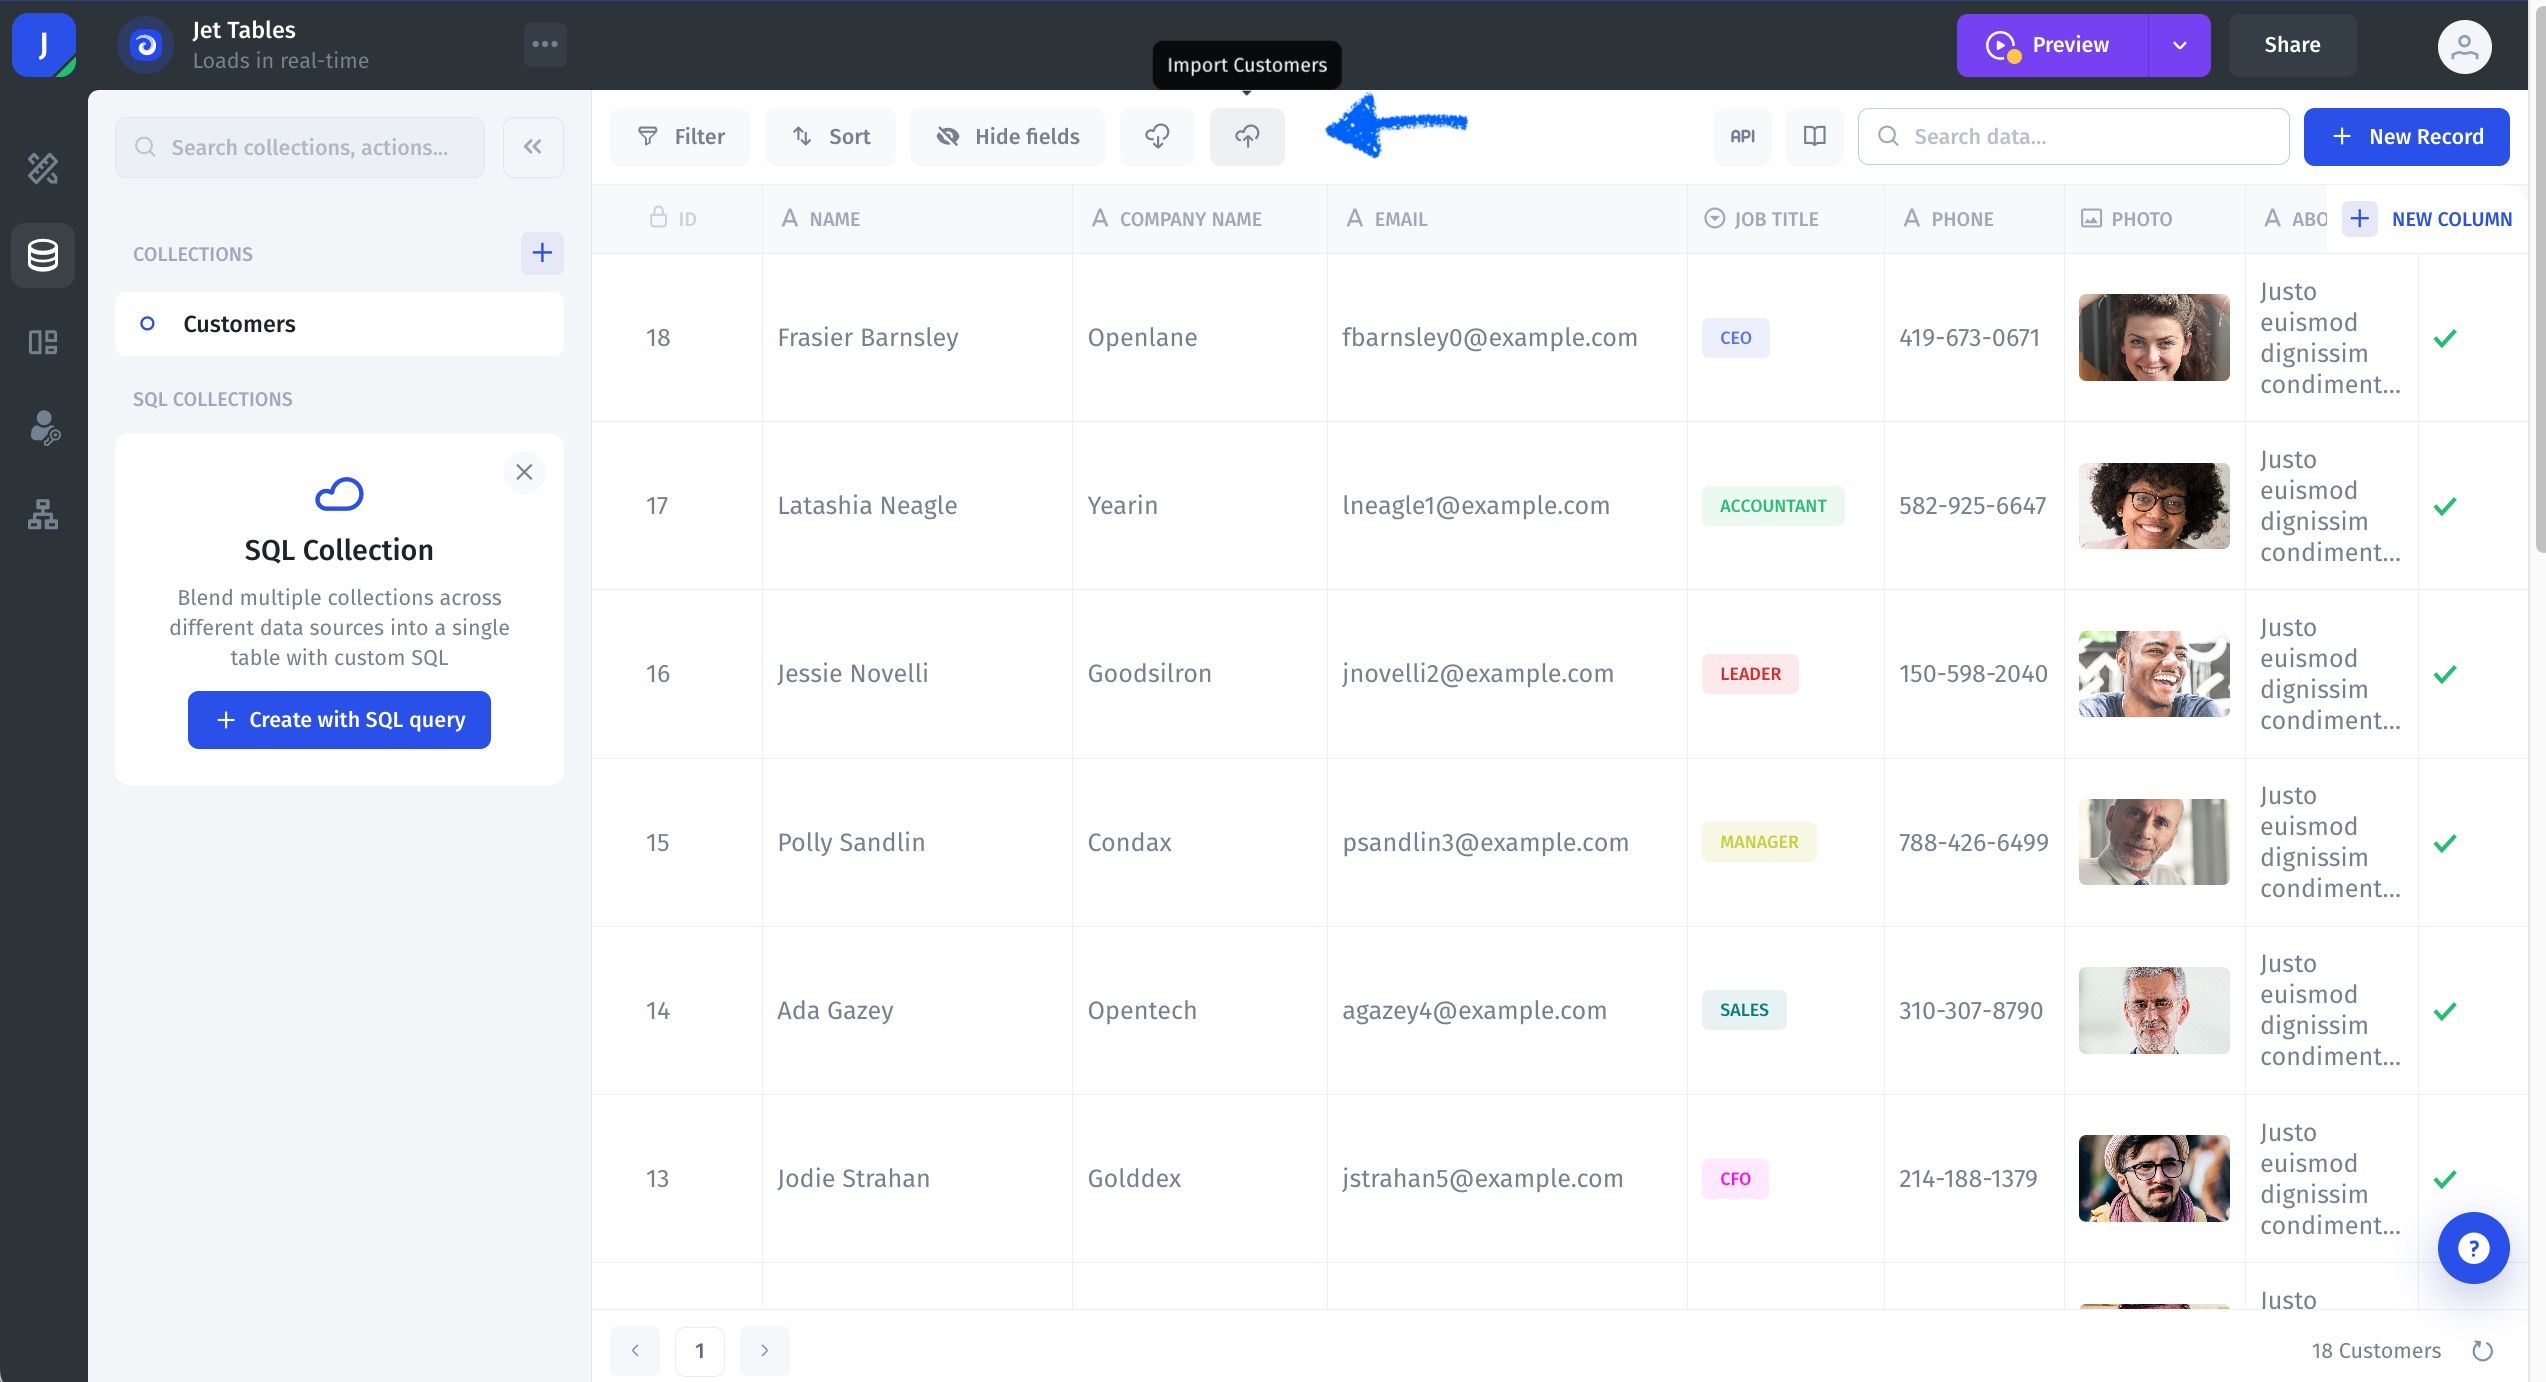 J
Jet Tables
Loads in real-time
Import Customers
Preview
Share
Search collections, actions...
Filter
Sort
Hide fields
API
Search data...
New Record
COLLECTIONS
Customers
SQL COLLECTIONS
SQL Collection
Blend multiple collections across
different data sources into a single
table with custom SQL
Create with SQL query
ID
A NAME
A COMPANY NAME
A EMAIL
JOB TITLE
A PHONE
PHOTO
A ABO
NEW COLUMN
18
Frasier Barnsley
Openlane
fbarnsley0@example.com
CEO
419-673-0671
Justo
euismod
dignissim
condiment...
17
Latashia Neagle
Yearin
lneagle1@example.com
ACCOUNTANT
582-925-6647
Justo
euismod
dignissim
condiment...
16
Jessie Novelli
Goodsilron
jnovelli2@example.com
LEADER
150-598-2040
Justo
euismod
dignissim
condiment...
15
Polly Sandlin
Condax
psandlin3@example.com
MANAGER
788-426-6499
Justo
euismod
dignissim
condiment...
14
Ada Gazey
Opentech
agazey4@example.com
SALES
310-307-8790
Justo
euismod
dignissim
condiment...
13
Jodie Strahan
Golddex
jstrahan5@example.com
CFO
214-188-1379
Justo
euismod
dignissim
condiment...
Justo
?
1
18 Customers